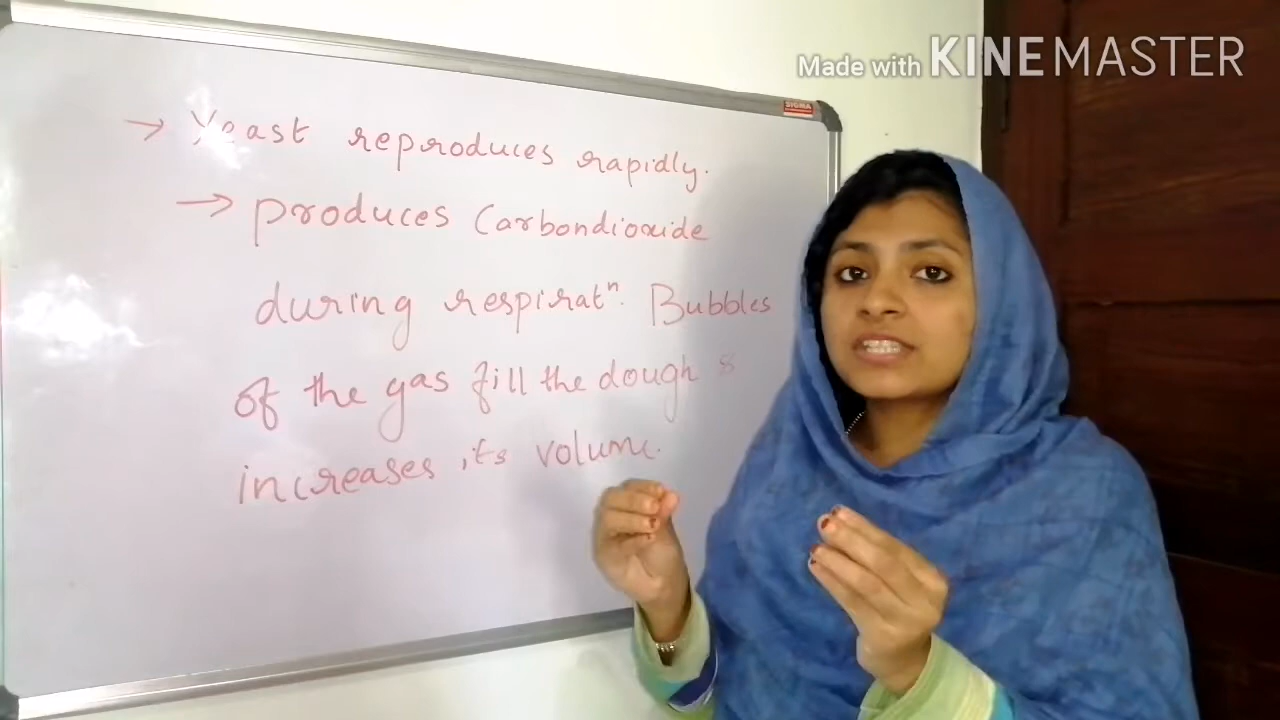 Made with KINEMASTER
SIGMA
→ Yeast reproduces rapidly.
→ produces Carbondioxide
during respiratⁿ. Bubbles
of the gas fill the dough &
increases its volume.